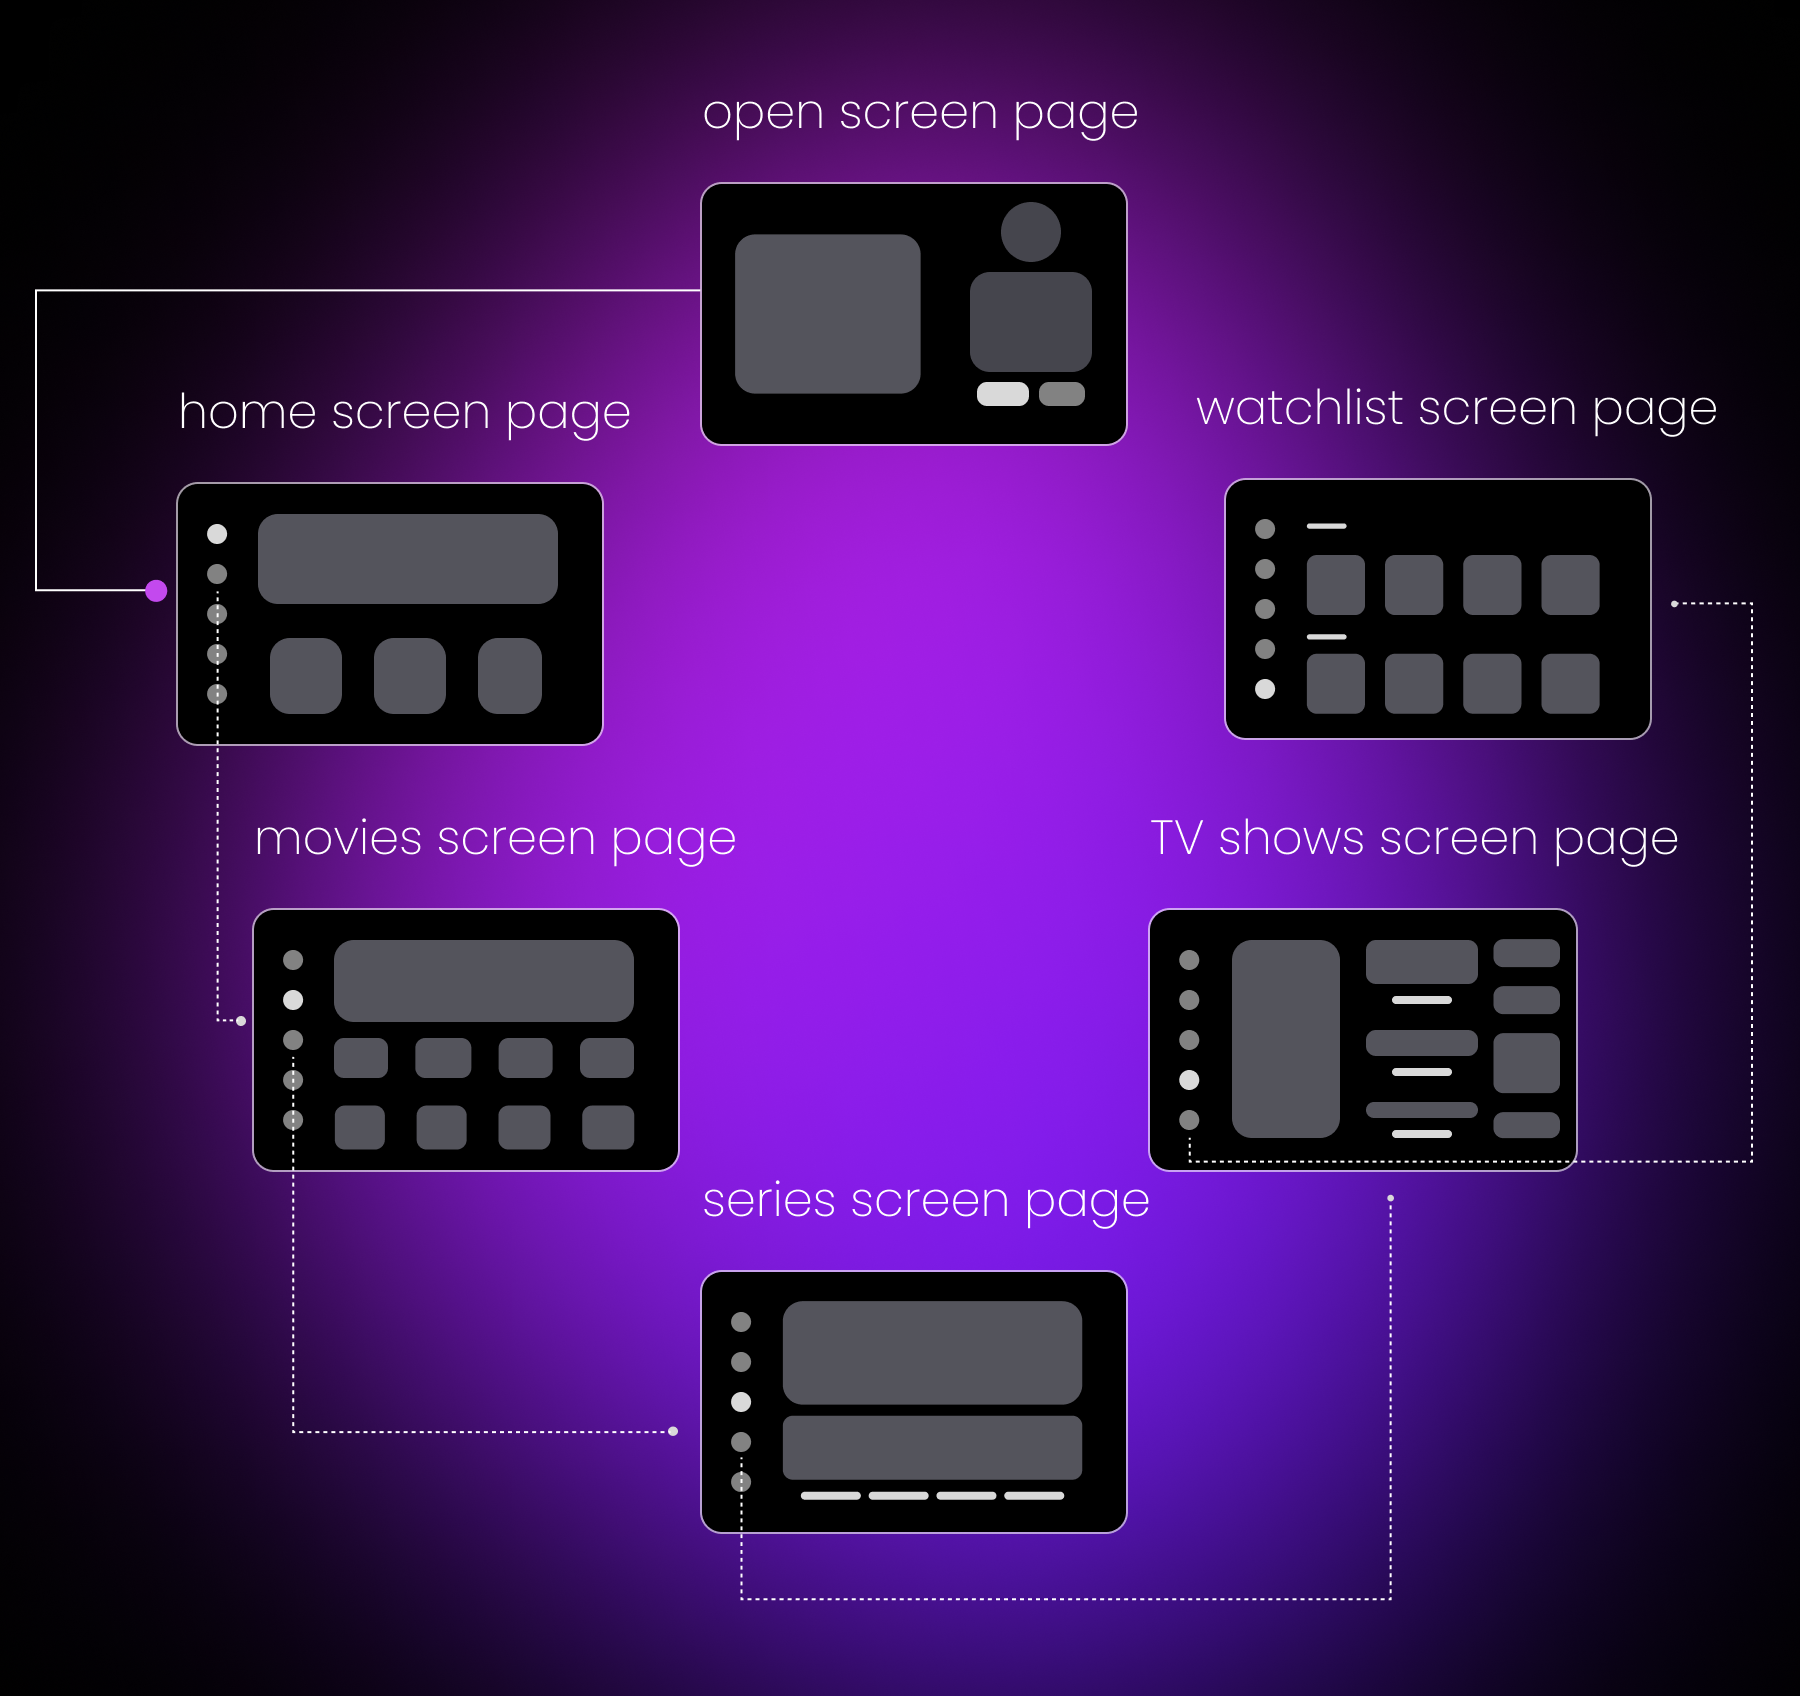 open screen page
home screen page
watchlist screen page
movies screen page
TV shows screen page
series screen page